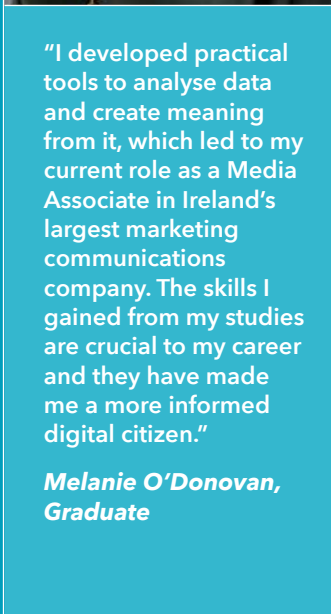 “I developed practical
tools to analyse data
and create meaning
from it, which led to my
current role as a Media
Associate in Ireland’s
largest marketing
communications
company. The skills I
gained from my studies
are crucial to my career
and they have made
me a more informed
digital citizen.”
Melanie O’Donovan,
Graduate